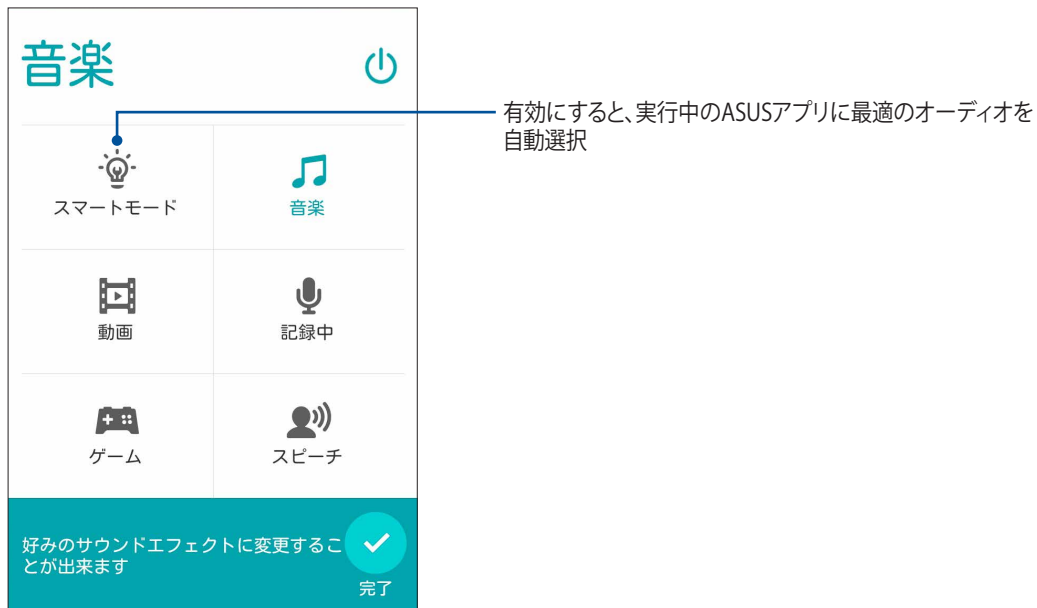 音楽
有効にすると、実行中のASUSアプリに最適のオーディオを
自動選択
スマートモード
音楽
動画
記録中
ゲーム
スピーチ
好みのサウンドエフェクトに変更するこ
とが出来ます
完了